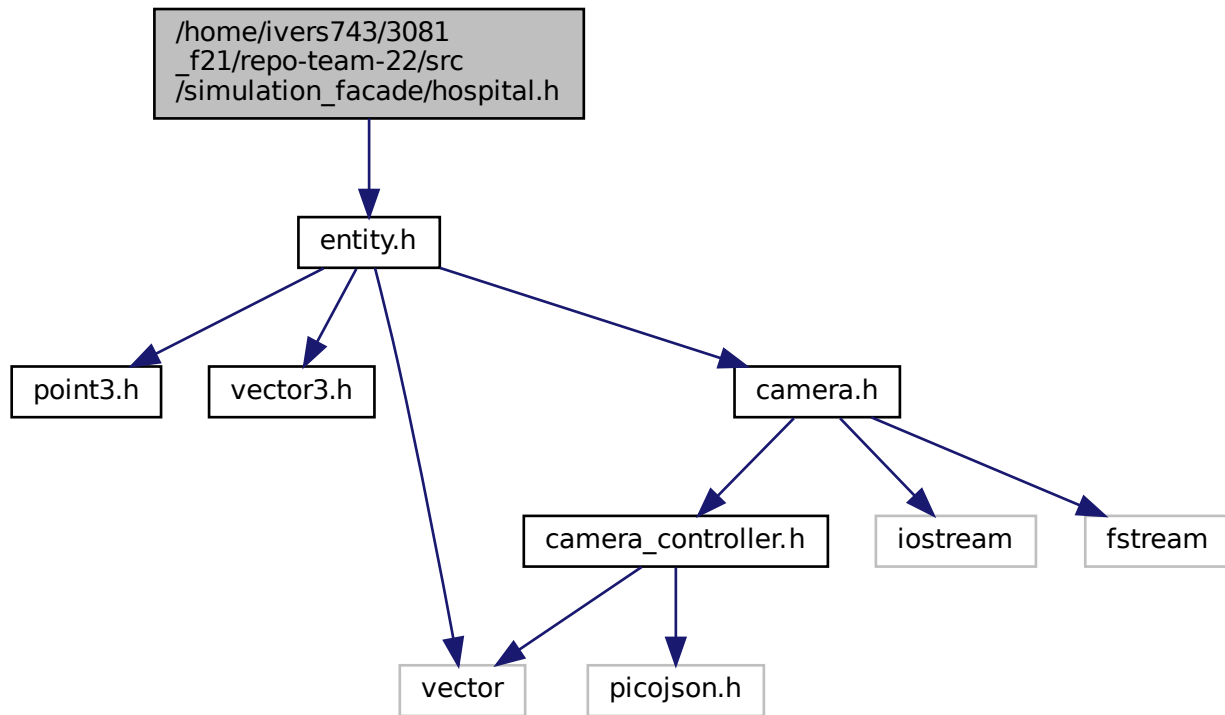 /home/ivers743/3081
_f21/repo-team-22/src
/simulation_facade/hospital.h
entity.h
point3.h
vector3.h
camera.h
camera_controller.h
iostream
fstream
vector
picojson.h